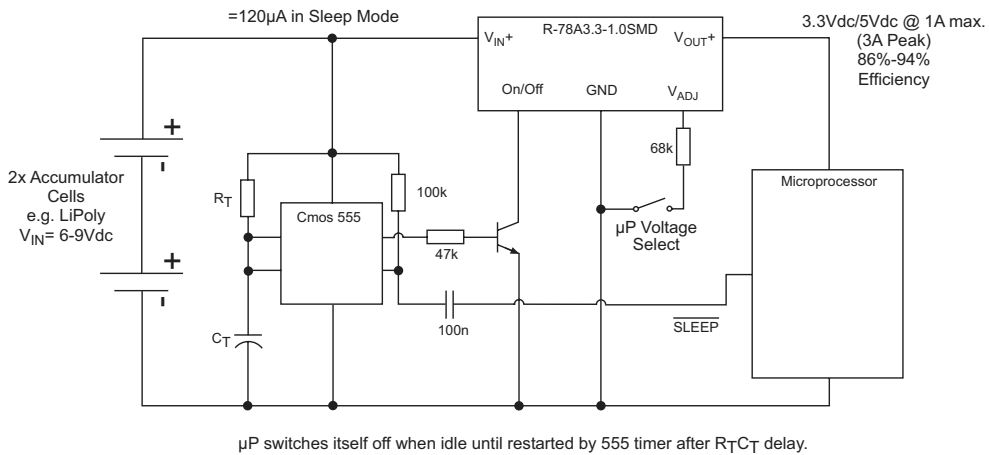 =120µA in Sleep Mode
R-78A3.3-1.0SMD
VIN+
VOUT+
On/Off
GND
VADJ
3.3Vdc/5Vdc @ 1A max.
(3A Peak)
86%-94%
Efficiency
+
-
2x Accumulator
Cells
e.g. LiPoly
VIN= 6-9Vdc
+
-
RT
100k
Cmos 555
47k
68k
µP Voltage
Select
Microprocessor
CT
100n
SLEEP
µP switches itself off when idle until restarted by 555 timer after RTCT delay.